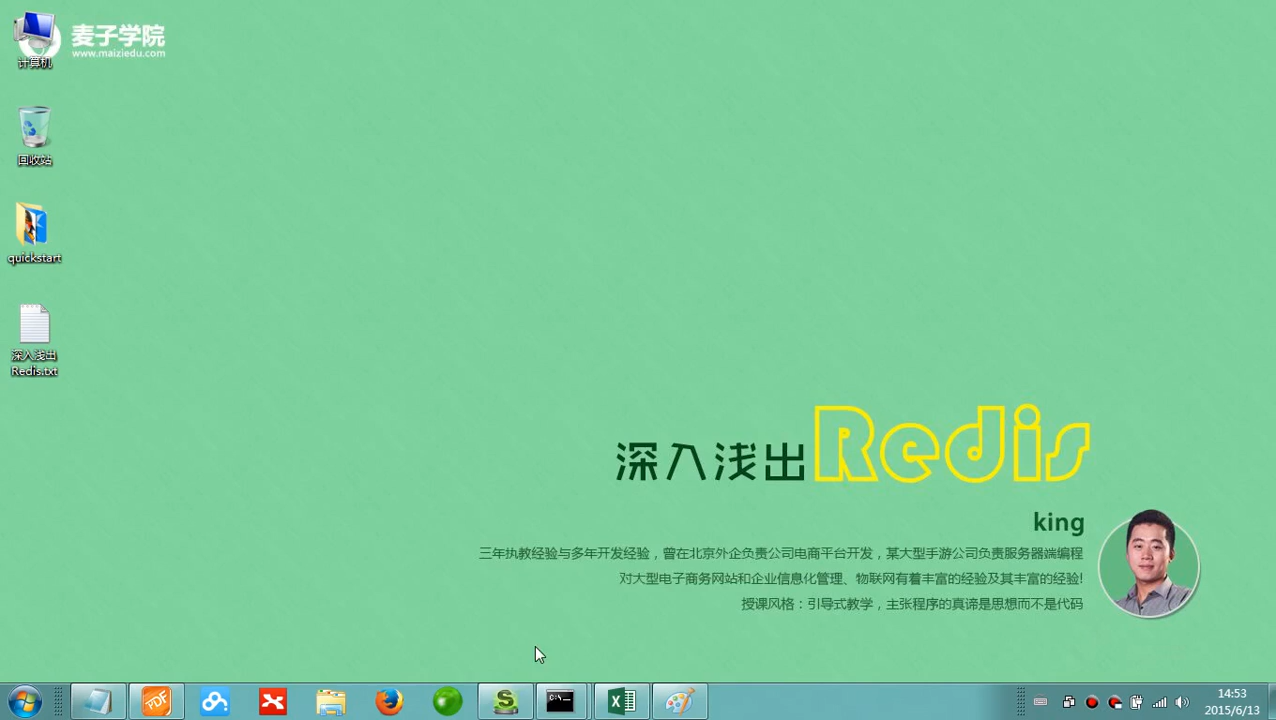 麦子学院
www.maiziedu.com
计算机
回收站
quickstart
深入浅出
Redis.txt
深入浅出Redis
king
三年执教经验与多年开发经验，曾在北京外企负责公司电商平台开发，某大型手游公司负责服务器端编程
对大型电子商务网站和企业信息化管理、物联网有着丰富的经验及其丰富的经验!
授课风格：引导式教学，主张程序的真谛是思想而不是代码
PDF
S
C:\
X
14:53
2015/6/13